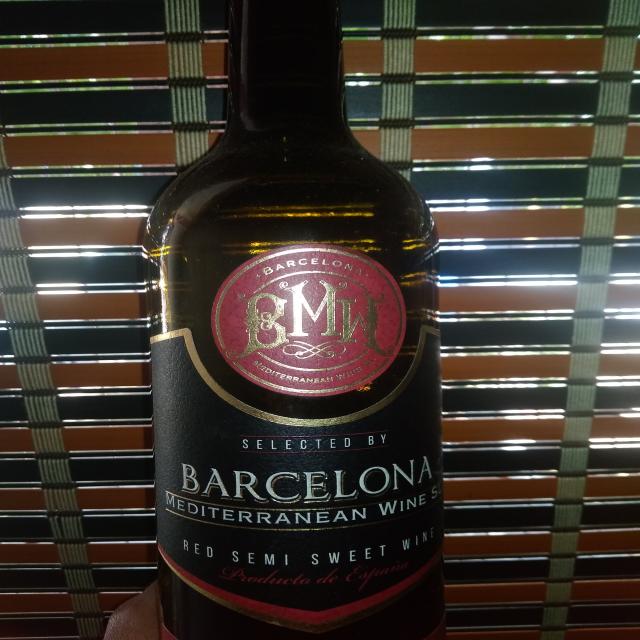 BARCELONA
BMW
MEDITERRANEAN WINE
SELECTED BY
BARCELONA
MEDITERRANEAN WINE S
RED SEMI SWEET WINE
Producto de España